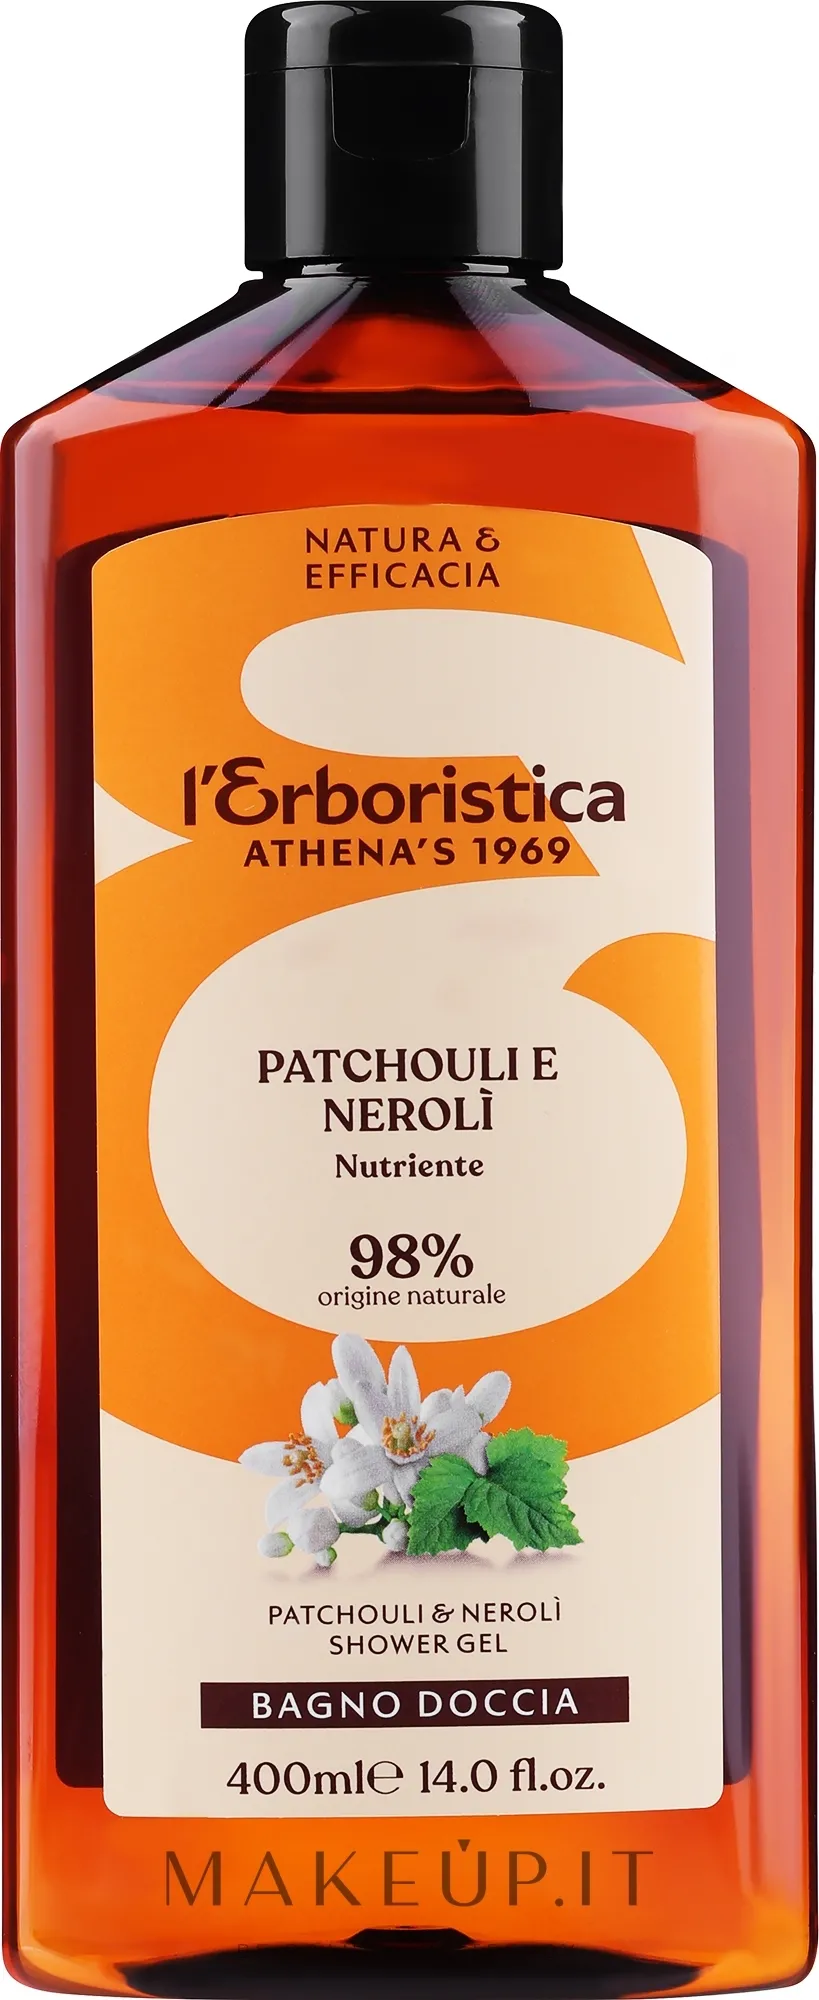 NATURA &
EFFICACIA
l'Erboristica
ATHENA'S 1969
PATCHOULI E
NEROLÌ
Nutriente
98%
origine naturale
PATCHOULI & NEROLÌ
SHOWER GEL
BAGNO DOCCIA
400ml℮ 14.0 fl.oz.
MAKEUP.IT